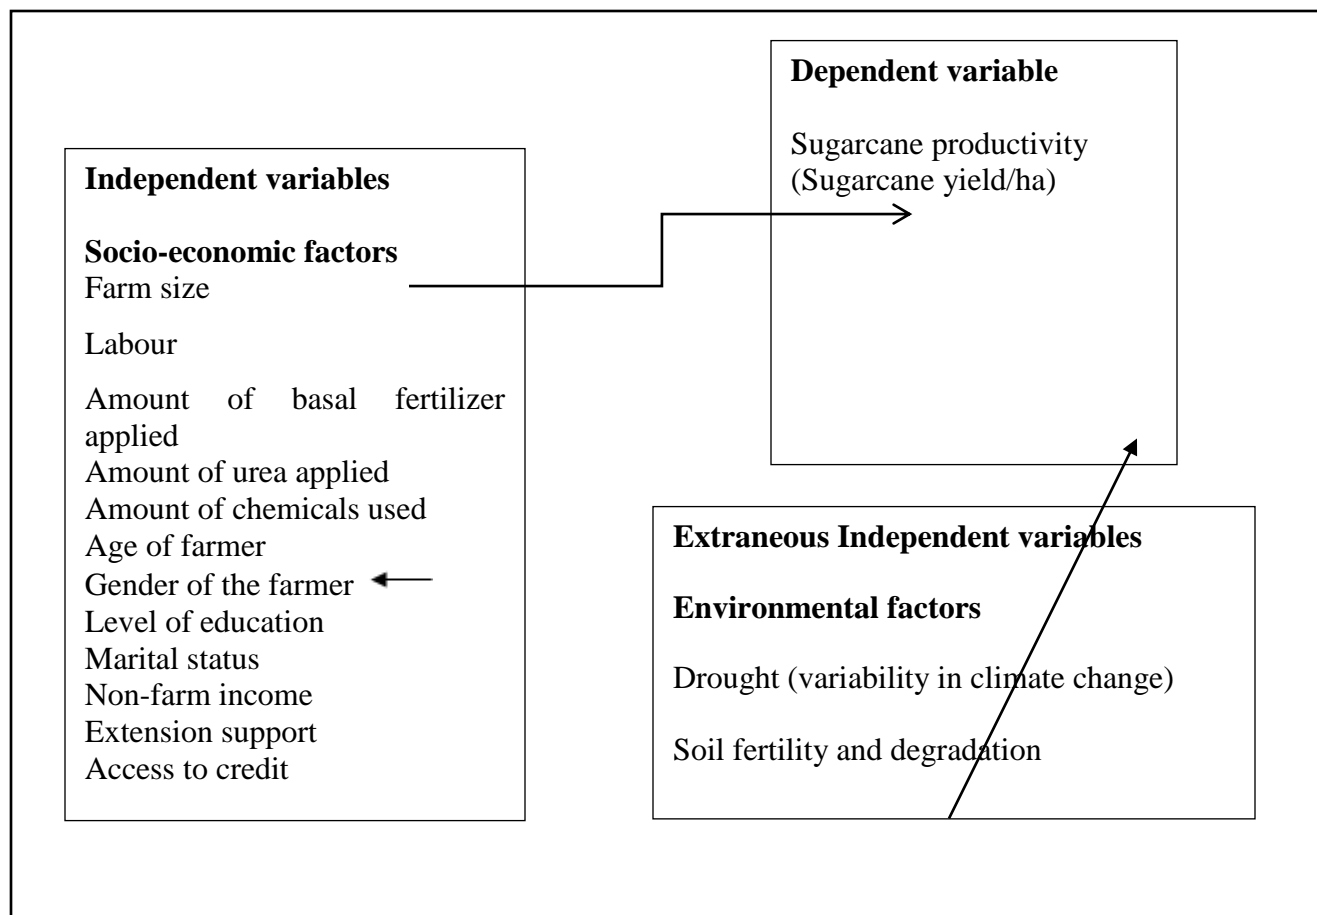 Dependent variable
Sugarcane productivity
(Sugarcane yield/ha)
Independent variables
Socio-economic factors
Farm size
Labour
Amount of basal fertilizer
applied
Amount of urea applied
Amount of chemicals used
Age of farmer
Gender of the farmer
Level of education
Marital status
Non-farm income
Extension support
Access to credit
Extraneous Independent variables
Environmental factors
Drought (variability in climate change)
Soil fertility and degradation